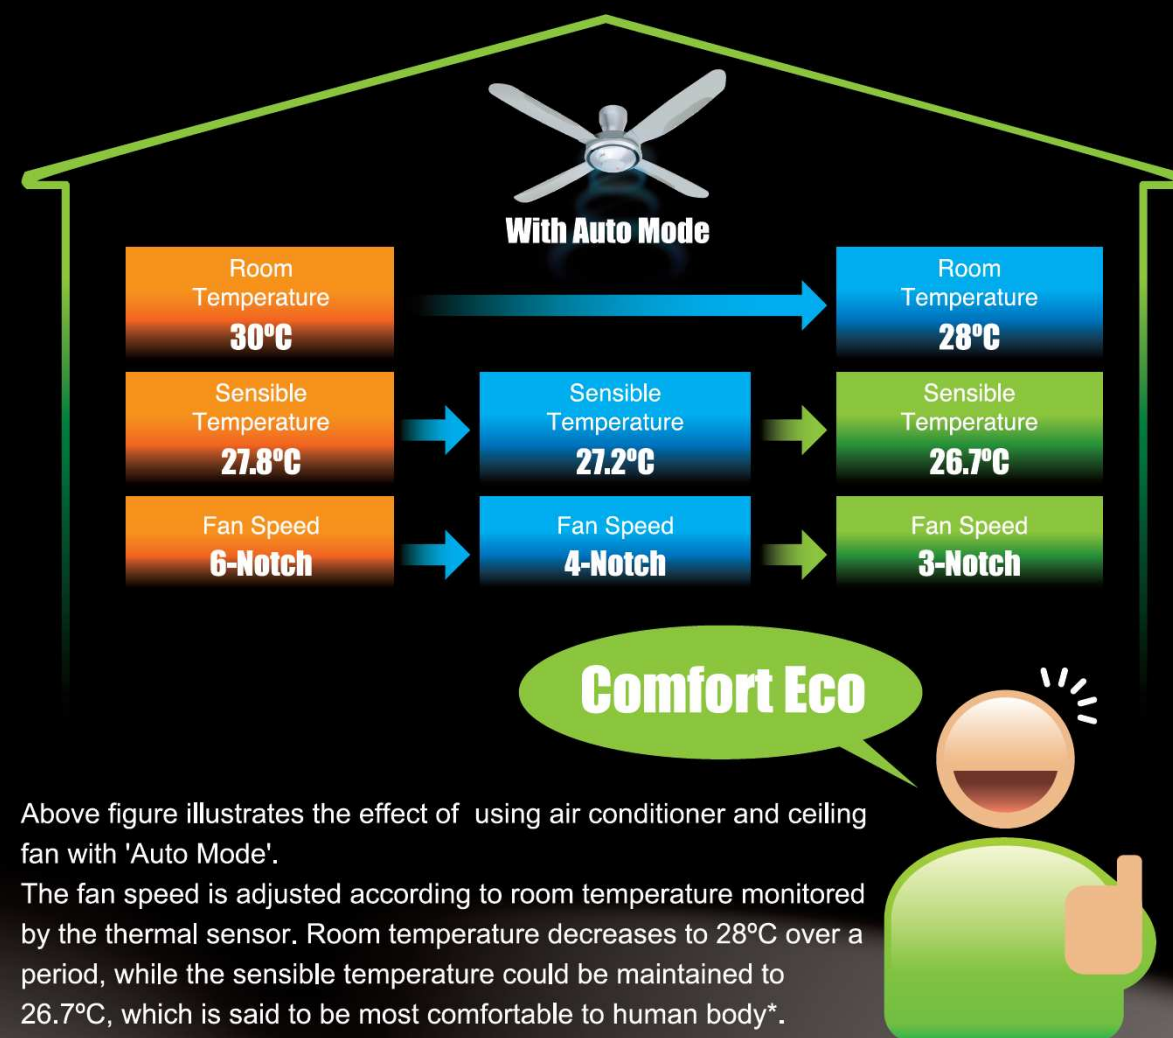 With Auto Mode
Room
Temperature
30ºC
Room
Temperature
28ºC
Sensible
Temperature
27.8ºC
Sensible
Temperature
27.2ºC
Sensible
Temperature
26.7ºC
Fan Speed
6-Notch
Fan Speed
4-Notch
Fan Speed
3-Notch
Comfort Eco
Above figure illustrates the effect of using air conditioner and ceiling
fan with 'Auto Mode'.
The fan speed is adjusted according to room temperature monitored
by the thermal sensor. Room temperature decreases to 28ºC over a
period, while the sensible temperature could be maintained to
26.7ºC, which is said to be most comfortable to human body*.